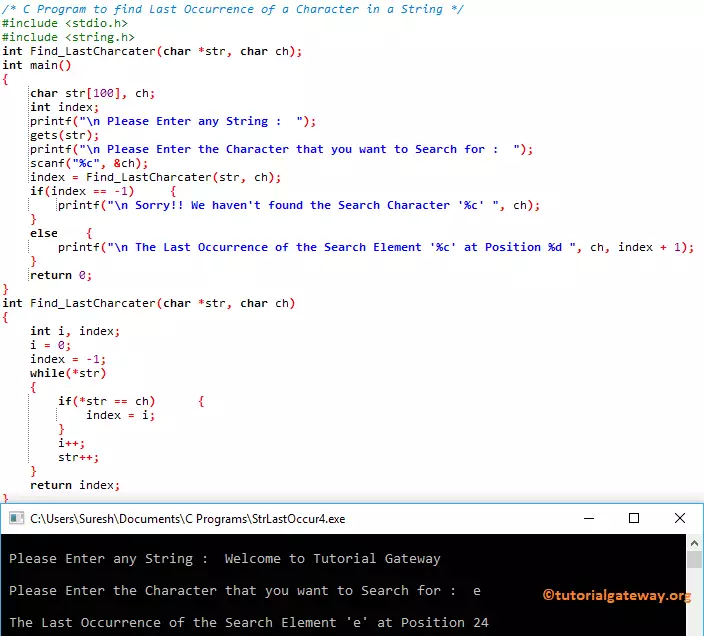 /* C Program to find Last Occurrence of a Character in a String */
#include <stdio.h>
#include <string.h>
int Find_LastCharcater(char *str, char ch);
int main()
{
    char str[100], ch;
    int index;
    printf("\n Please Enter any String :  ");
    gets(str);
    printf("\n Please Enter the Character that you want to Search for :  ");
    scanf("%c", &ch);
    index = Find_LastCharcater(str, ch);
    if(index == -1)     {
        printf("\n Sorry!! We haven't found the Search Character '%c' ", ch);
    }
    else    {
        printf("\n The Last Occurrence of the Search Element '%c' at Position %d ", ch, index + 1);
    }
    return 0;
}
int Find_LastCharcater(char *str, char ch)
{
    int i, index;
    i = 0;
    index = -1;
    while(*str)
    {
        if(*str == ch)      {
            index = i;
        }
        i++;
        str++;
    }
    return index;
}
C:\Users\Suresh\Documents\C Programs\StrLastOccur4.exe
Please Enter any String :  Welcome to Tutorial Gateway
Please Enter the Character that you want to Search for :  e
©tutorialgateway.org
The Last Occurrence of the Search Element 'e' at Position 24